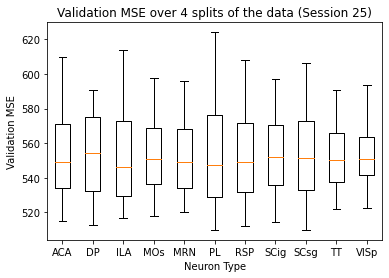 Validation MSE over 4 splits of the data (Session 25)
Validation MSE
620
600
580
560
540
520
ACA DP ILA MOs MRN PL RSP SCig SCsg TT VISp
Neuron Type